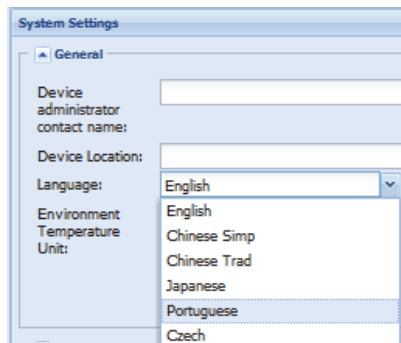 System Settings
General
Device
administrator
contact name:
Device Location:
Language:
English
Environment
Temperature
Unit:
English
Chinese Simp
Chinese Trad
Japanese
Portuguese
Czech